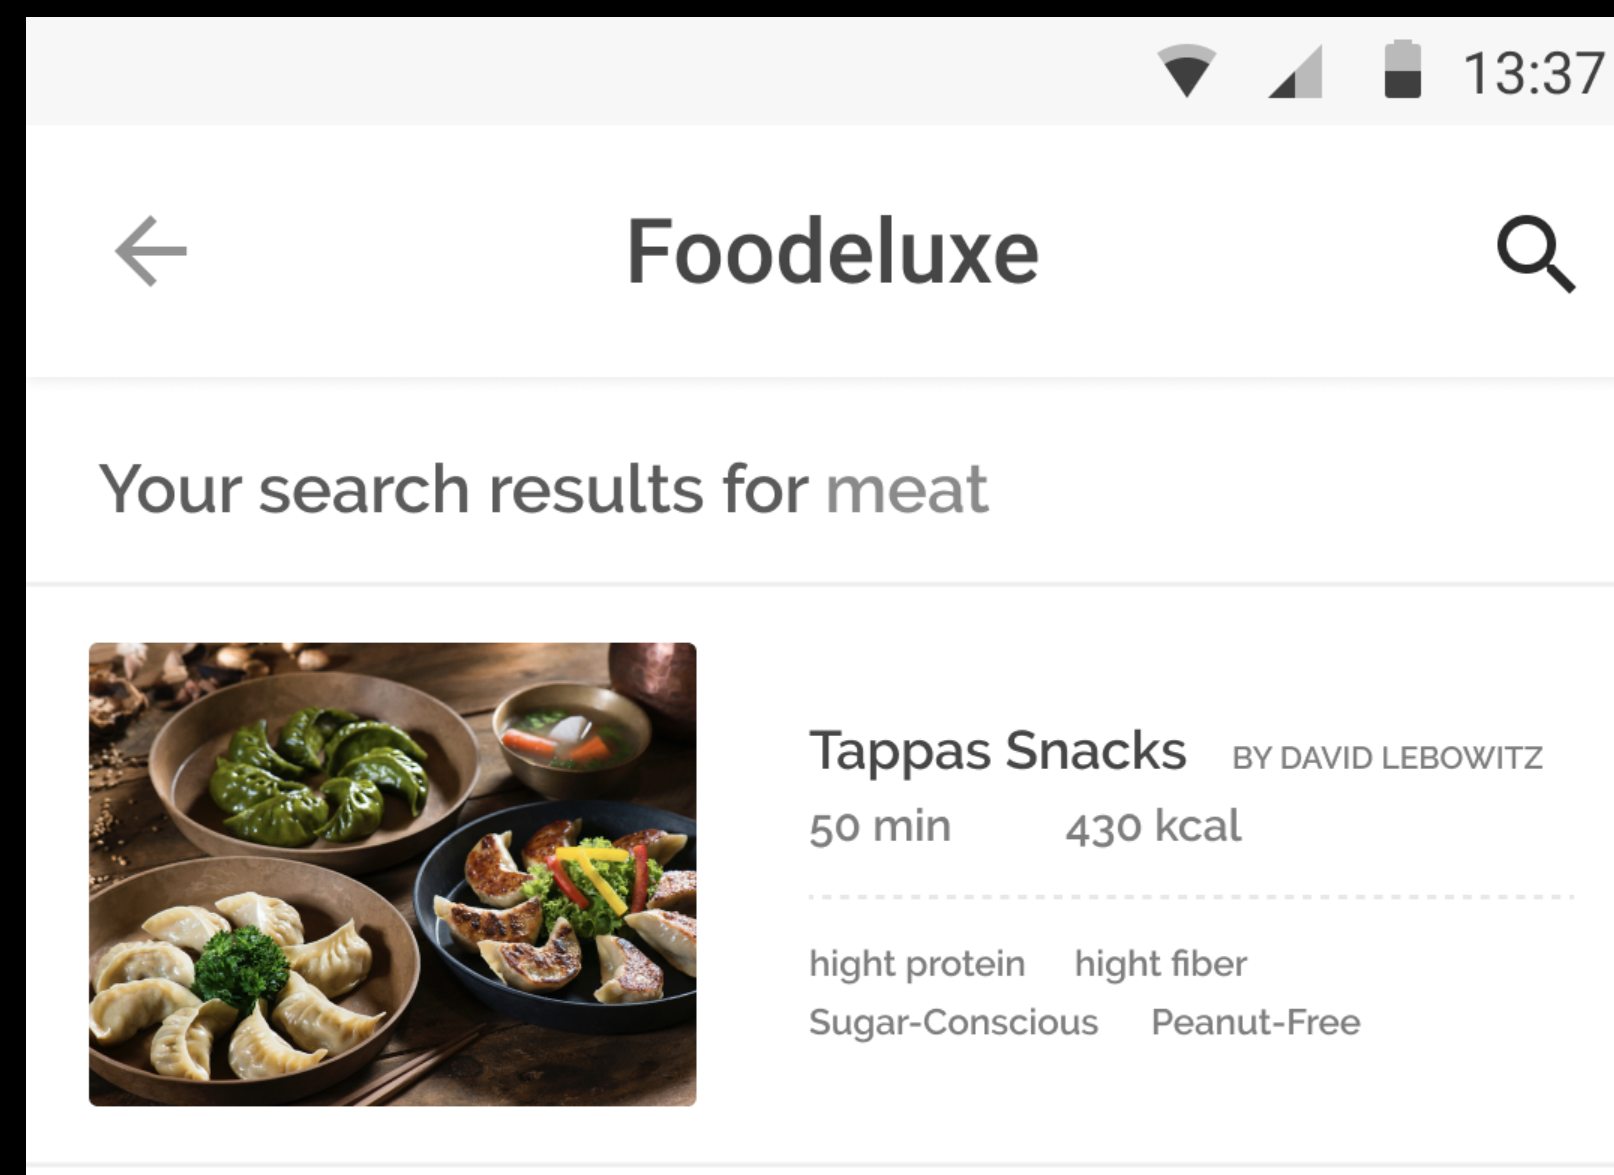 13:37
Foodeluxe
Your search results for meat
Tappas Snacks BY DAVID LEBOWITZ
50 min 430 kcal
hight protein hight fiber
Sugar-Conscious Peanut-Free